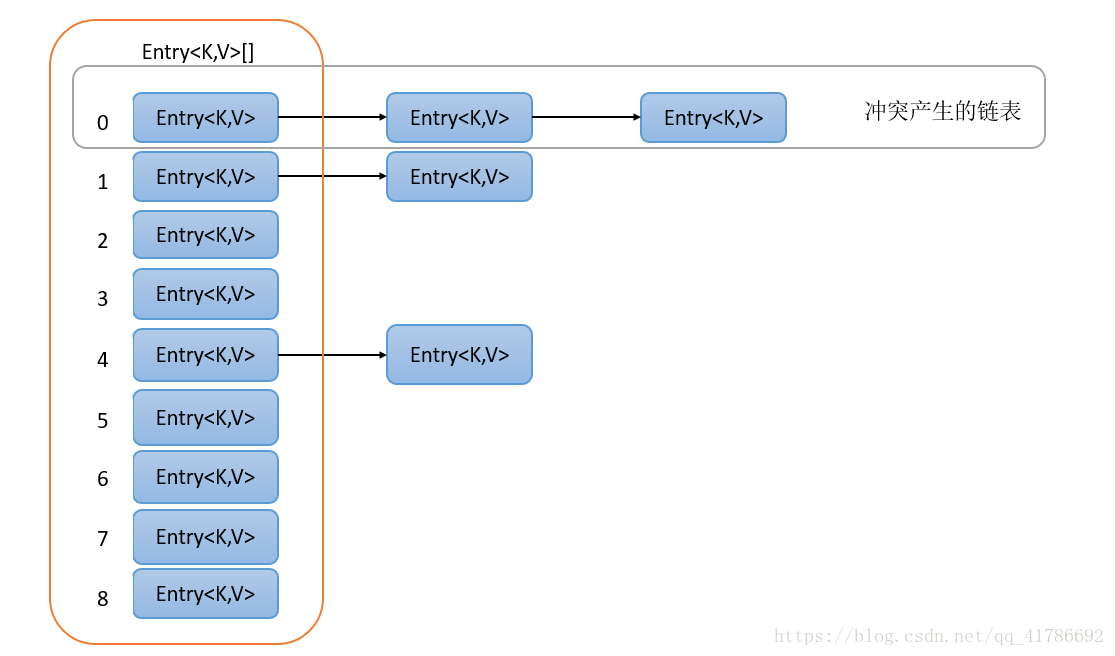 Entry<K,V>[]
0 Entry<K,V> Entry<K,V> Entry<K,V> 冲突产生的链表
1 Entry<K,V> Entry<K,V>
2 Entry<K,V>
3 Entry<K,V>
4 Entry<K,V> Entry<K,V>
5 Entry<K,V>
6 Entry<K,V>
7 Entry<K,V>
8 Entry<K,V>
https://blog.csdn.net/qq_41786692